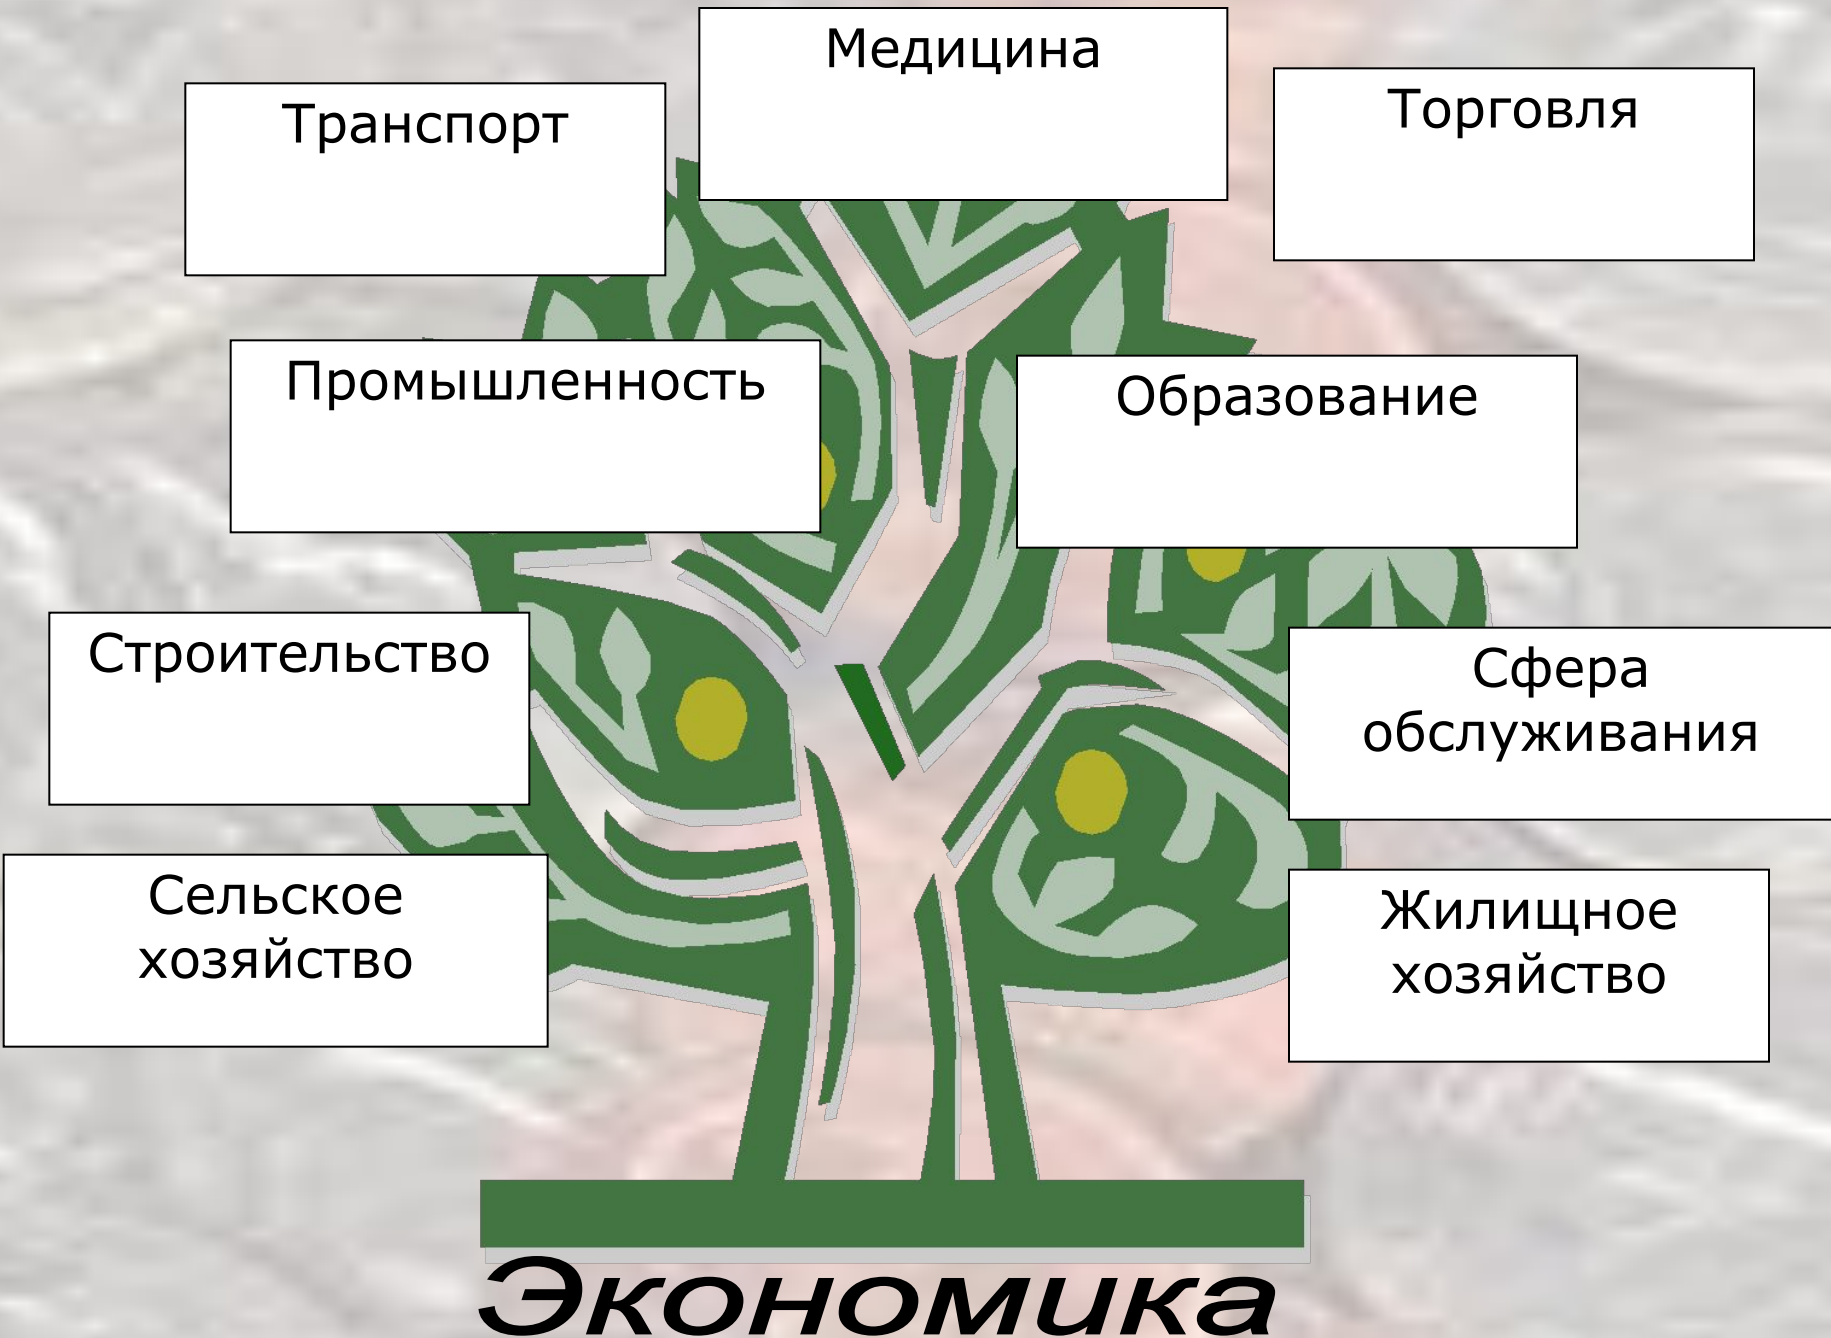 Медицина
Транспорт
Торговля
Промышленность
Образование
Строительство
Сфера
обслуживания
Сельское
хозяйство
Жилищное
хозяйство
Экономика